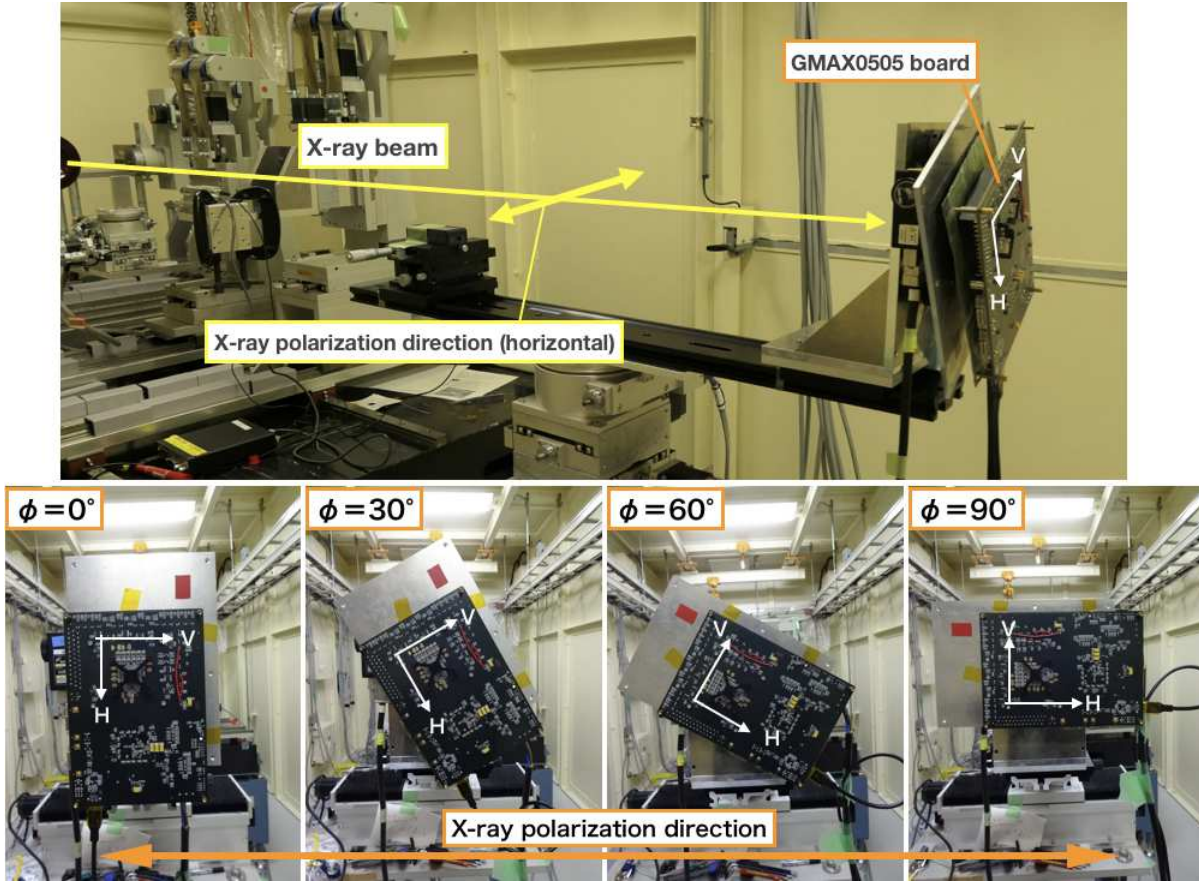 GMAX0505 board
X-ray beam
V
H
X-ray polarization direction (horizontal)
ϕ=0°
ϕ=30°
ϕ=60°
ϕ=90°
V
H
V
H
V
H
V
H
X-ray polarization direction